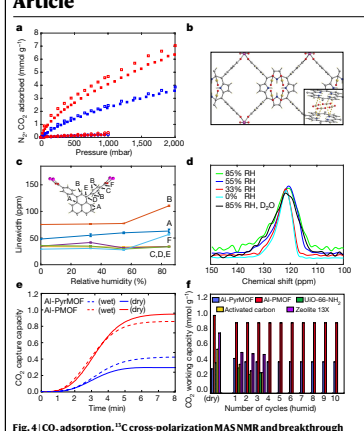 Article
a
b
8
7
6
5
4
3
2
1
0
N₂, CO₂ adsorbed (mmol g⁻¹)
0 500 1,000 1,500 2,000
Pressure (mbar)
c
d
150
100
50
0
Linewidth (ppm)
B
A
F
C,D,E
0 20 40 60 80
Relative humidity (%)
85% RH
55% RH
33% RH
0% RH
85% RH, D₂O
150 140 130 120 110 100
Chemical shift (ppm)
e
f
Al-PyrMOF (wet) (dry)
Al-PMOF (wet) (dry)
1.2
1.0
0.8
0.6
0.4
0.2
0
CO₂ capture capacity
0 1 2 3 4 5 6 7 8
Time (min)
Al-PyrMOF Al-PMOF UiO-66-NH₂
Activated carbon Zeolite 13X
1.2
1.0
0.8
0.6
0.4
0.2
0
CO₂ working capacity (mmol g⁻¹)
1 2 3 4 5 6 7 8 9 10
(dry)
Number of cycles (humid)
Fig. 4 | CO₂ adsorption, ¹³C cross-polarization MAS NMR and breakthrough